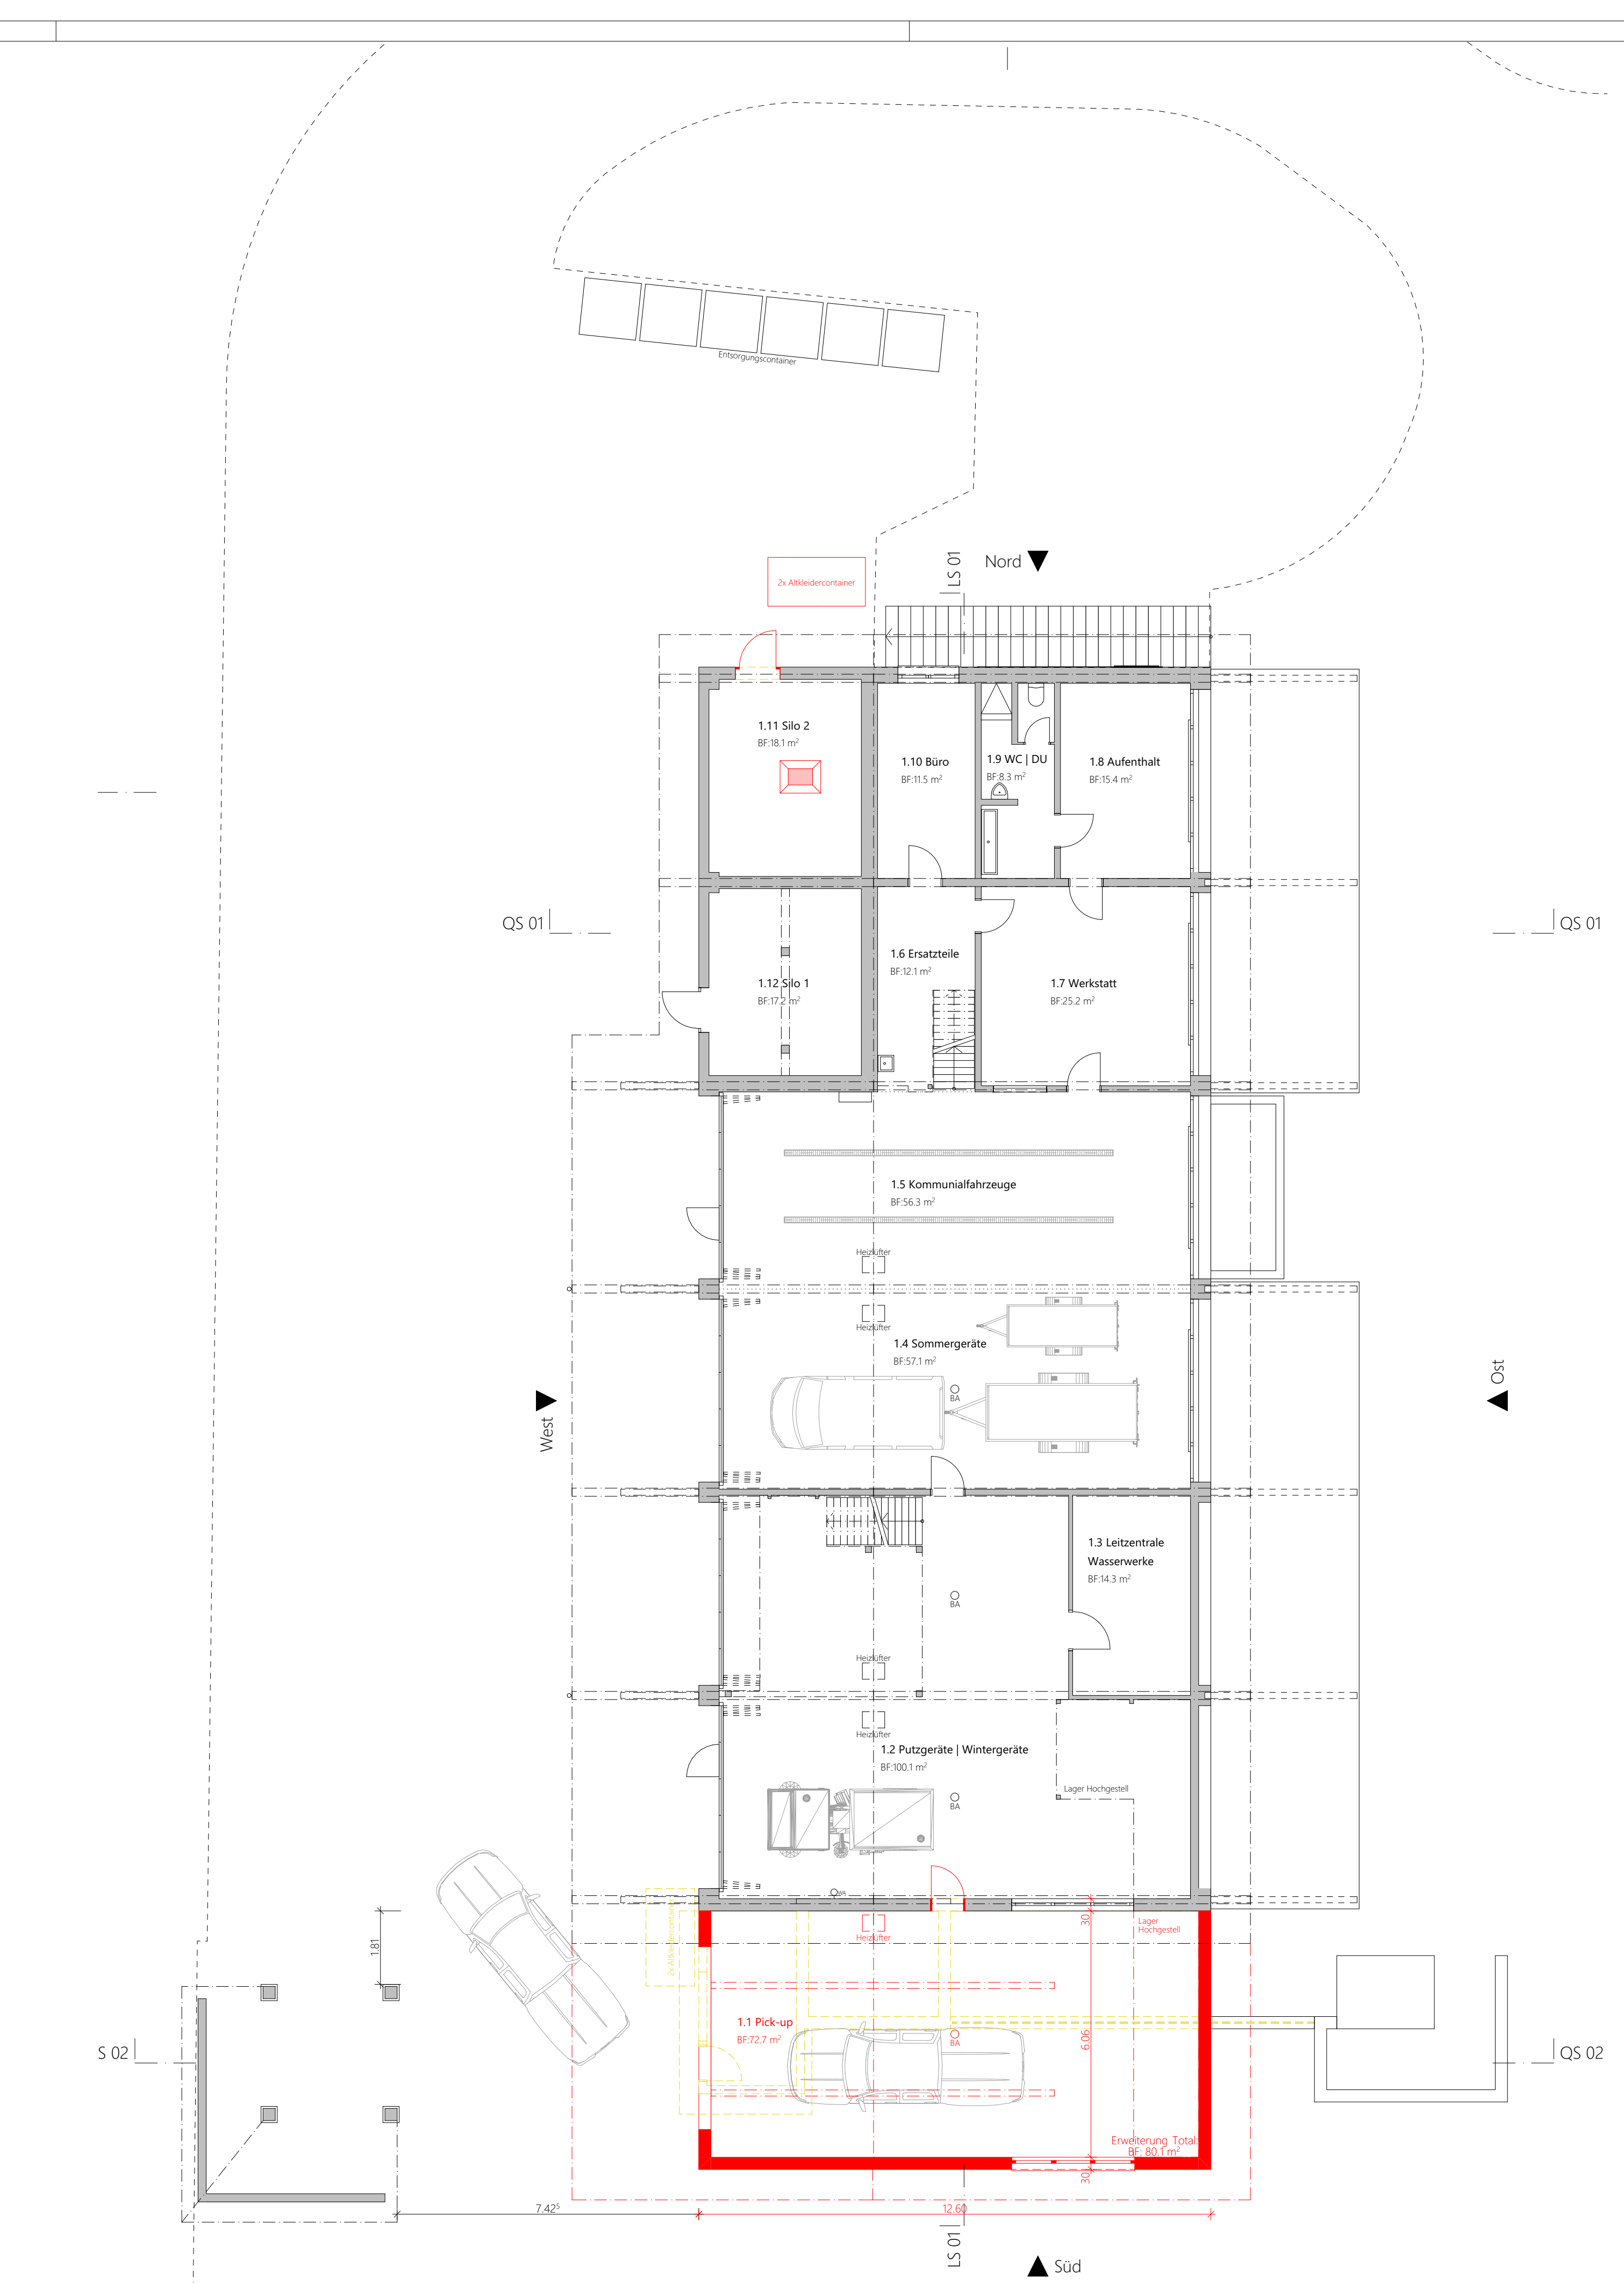 Entsorgungscontainer
LS 01
Nord
2x Altkleidercontainer
1.11 Silo 2
BF:18.1 m²
1.10 Büro
BF:11.5 m²
1.9 WC | DU
BF:8.3 m²
1.8 Aufenthalt
BF:15.4 m²
QS 01
QS 01
1.12 Silo 1
BF:17.2 m²
1.6 Ersatzteile
BF:12.1 m²
1.7 Werkstatt
BF:25.2 m²
1.5 Kommunialfahrzeuge
BF:56.3 m²
Heizlüfter
Heizlüfter
1.4 Sommergeräte
BF:57.1 m²
BA
West
Ost
1.3 Leitzentrale
Wasserwerke
BF:14.3 m²
BA
Heizlüfter
Heizlüfter
1.2 Putzgeräte | Wintergeräte
BF:100.1 m²
Lager Hochgestell
BA
2x Altkleidercontainer
Heizlüfter
30
Lager
Hochgestell
1.81
1.1 Pick-up
BF:72.7 m²
BA
6.06
S 02
QS 02
Erweiterung Total:
BF: 80.1 m²
30
7.42⁵
12.60
LS 01
Süd